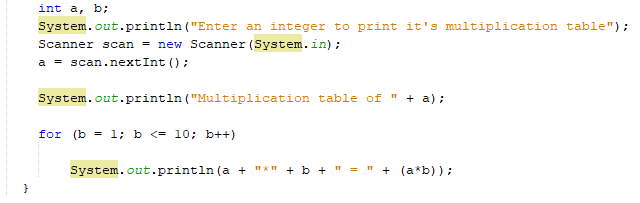 int a, b;
System.out.println("Enter an integer to print it's multiplication table");
Scanner scan = new Scanner(System.in);
a = scan.nextInt();
System.out.println("Multiplication table of " + a);
for (b = 1; b <= 10; b++)
System.out.println(a + "*" + b + " = " + (a*b));
}